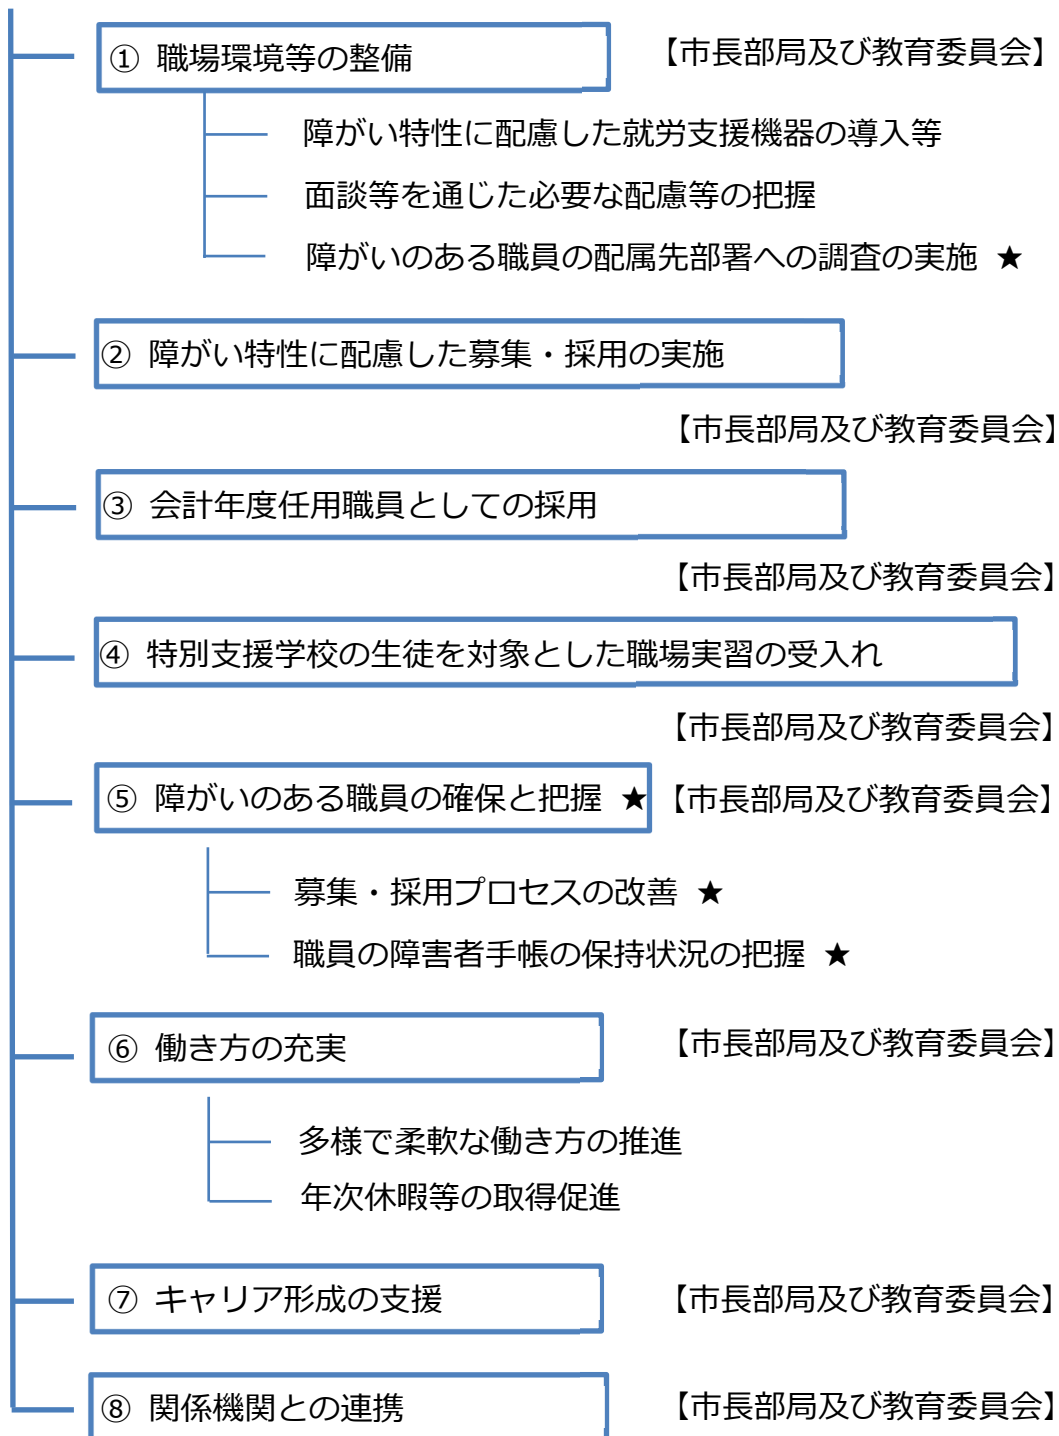 ① 職場環境等の整備 【市長部局及び教育委員会】
障がい特性に配慮した就労支援機器の導入等
面談等を通じた必要な配慮等の把握
障がいのある職員の配属先部署への調査の実施 ★
② 障がい特性に配慮した募集・採用の実施
【市長部局及び教育委員会】
③ 会計年度任用職員としての採用
【市長部局及び教育委員会】
④ 特別支援学校の生徒を対象とした職場実習の受入れ
【市長部局及び教育委員会】
⑤ 障がいのある職員の確保と把握 ★ 【市長部局及び教育委員会】
募集・採用プロセスの改善 ★
職員の障害者手帳の保持状況の把握 ★
⑥ 働き方の充実 【市長部局及び教育委員会】
多様で柔軟な働き方の推進
年次休暇等の取得促進
⑦ キャリア形成の支援 【市長部局及び教育委員会】
⑧ 関係機関との連携 【市長部局及び教育委員会】